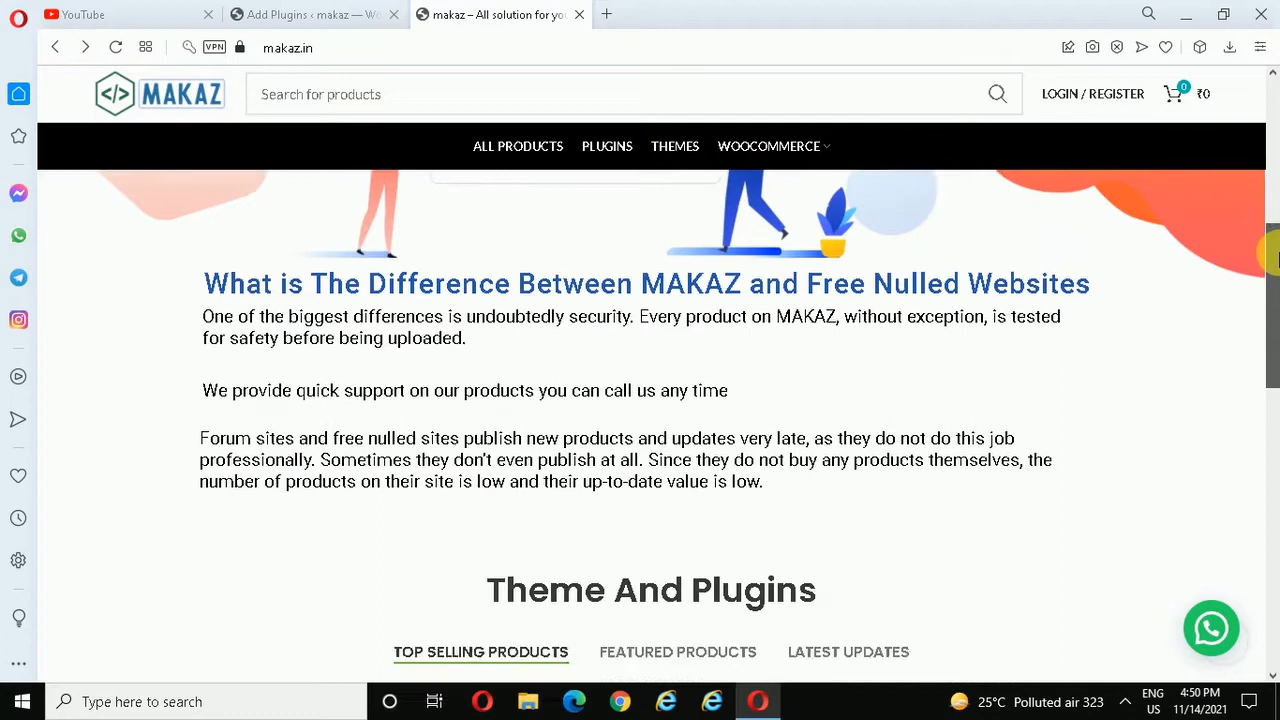 YouTube
Add Plugins ‹ makaz — Wo
makaz – All solution for yo
VPN
makaz.in
</> MAKAZ
Search for products
LOGIN / REGISTER
0
₹0
ALL PRODUCTS
PLUGINS
THEMES
WOOCOMMERCE
What is The Difference Between MAKAZ and Free Nulled Websites
One of the biggest differences is undoubtedly security. Every product on MAKAZ, without exception, is tested
for safety before being uploaded.
We provide quick support on our products you can call us any time
Forum sites and free nulled sites publish new products and updates very late, as they do not do this job
professionally. Sometimes they don't even publish at all. Since they do not buy any products themselves, the
number of products on their site is low and their up-to-date value is low.
Theme And Plugins
TOP SELLING PRODUCTS
FEATURED PRODUCTS
LATEST UPDATES
Type here to search
25°C Polluted air 323
ENG
US
4:50 PM
11/14/2021